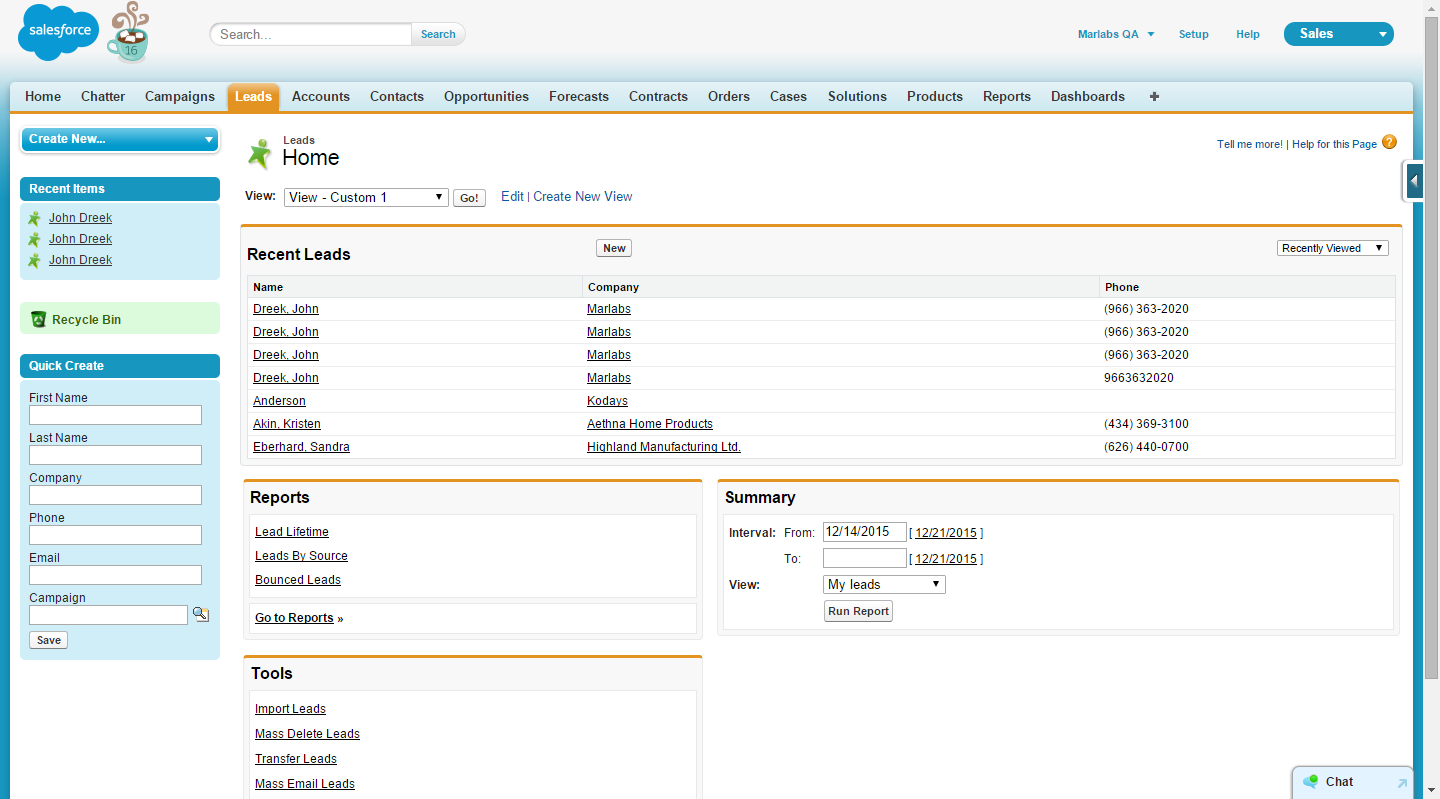 salesforce
16
Search...
Search
Marlabs QA
Setup
Help
Sales
Home Chatter Campaigns Leads Accounts Contacts Opportunities Forecasts Contracts Orders Cases Solutions Products Reports Dashboards +
Create New...
Recent Items
John Dreek
John Dreek
John Dreek
Recycle Bin
Quick Create
First Name
Last Name
Company
Phone
Email
Campaign
Save
Leads
Home
Tell me more! | Help for this Page ?
View: View - Custom 1 Go! Edit | Create New View
Recent Leads New Recently Viewed
Name Company Phone
Dreek, John Marlabs (966) 363-2020
Dreek, John Marlabs (966) 363-2020
Dreek, John Marlabs (966) 363-2020
Dreek, John Marlabs 9663632020
Anderson Kodays
Akin, Kristen Aethna Home Products (434) 369-3100
Eberhard, Sandra Highland Manufacturing Ltd. (626) 440-0700
Reports
Lead Lifetime
Leads By Source
Bounced Leads
Go to Reports »
Summary
Interval: From: 12/14/2015 [ 12/21/2015 ]
To: [ 12/21/2015 ]
View: My leads
Run Report
Tools
Import Leads
Mass Delete Leads
Transfer Leads
Mass Email Leads
Chat